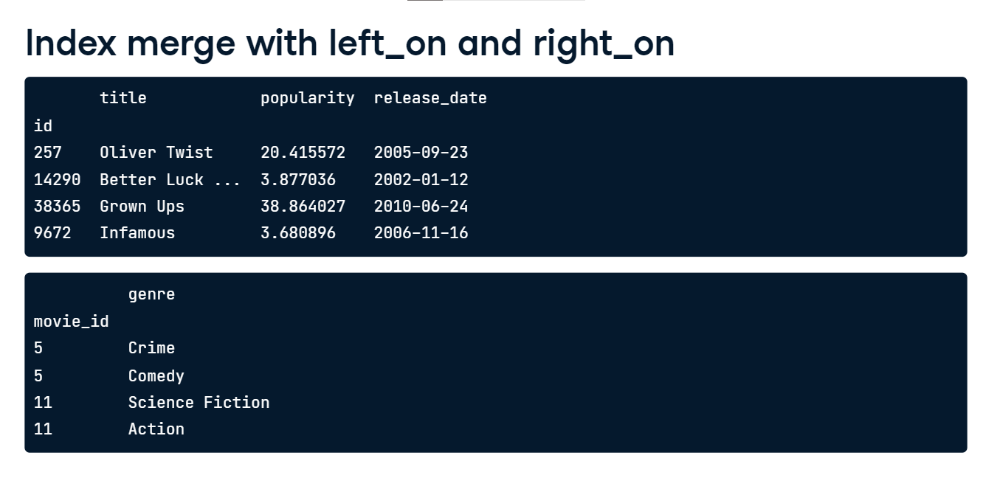 Index merge with left_on and right_on
title popularity release_date
id
257 Oliver Twist 20.415572 2005-09-23
14290 Better Luck ... 3.877036 2002-01-12
38365 Grown Ups 38.864027 2010-06-24
9672 Infamous 3.680896 2006-11-16
genre
movie_id
5 Crime
5 Comedy
11 Science Fiction
11 Action